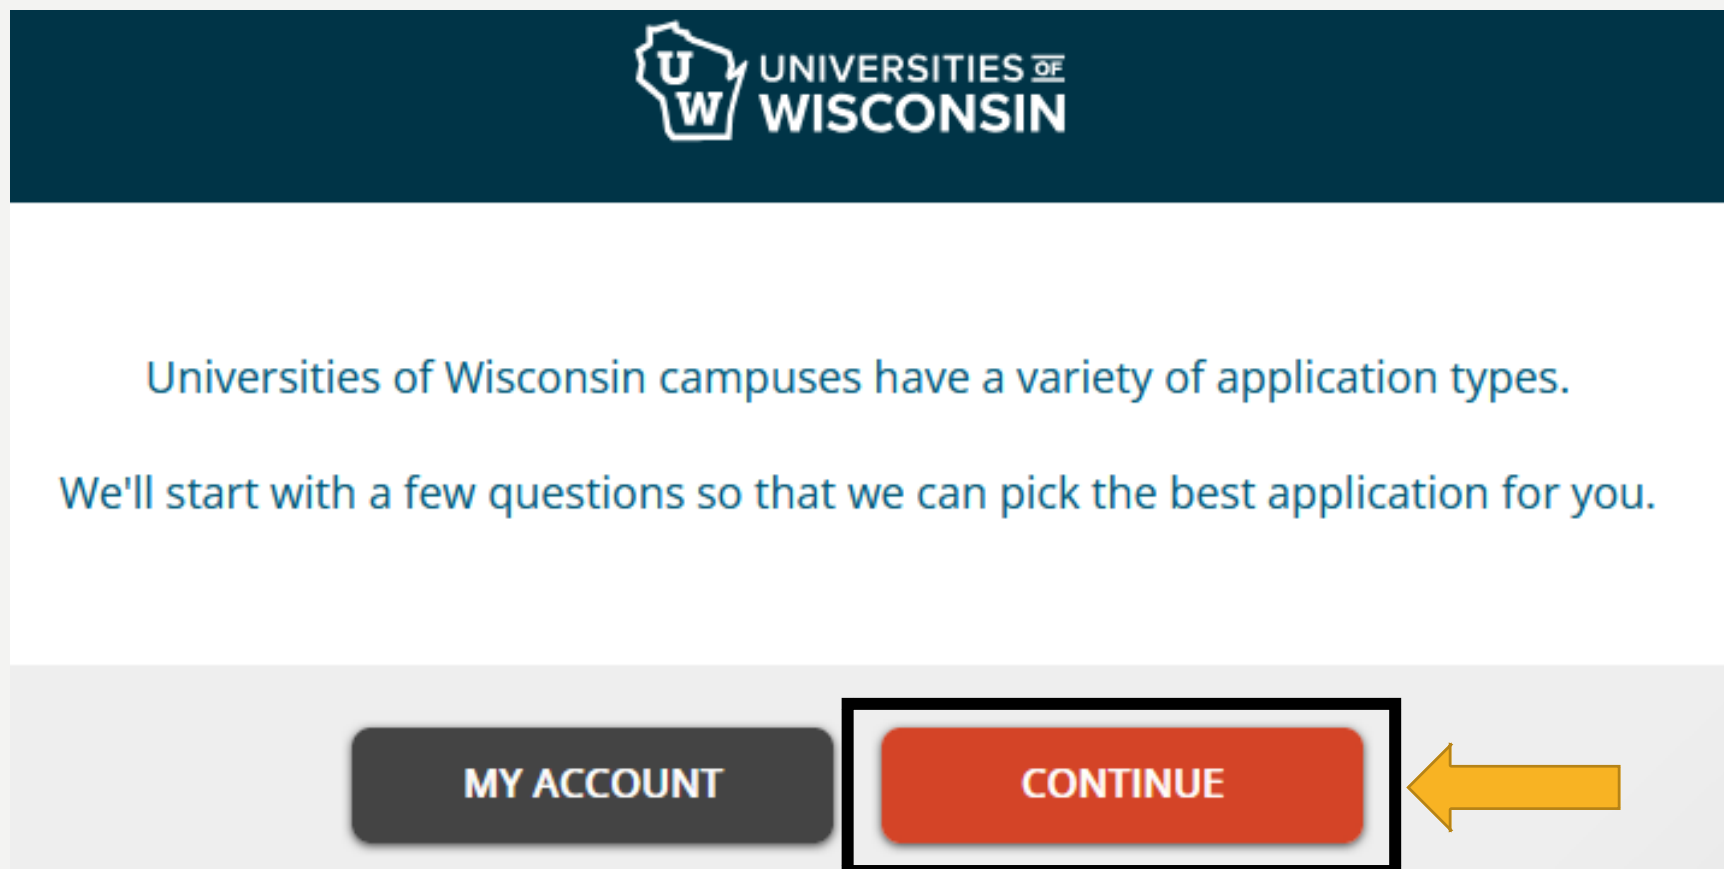 U
W
UNIVERSITIES OF
WISCONSIN
Universities of Wisconsin campuses have a variety of application types.
We'll start with a few questions so that we can pick the best application for you.
MY ACCOUNT
CONTINUE